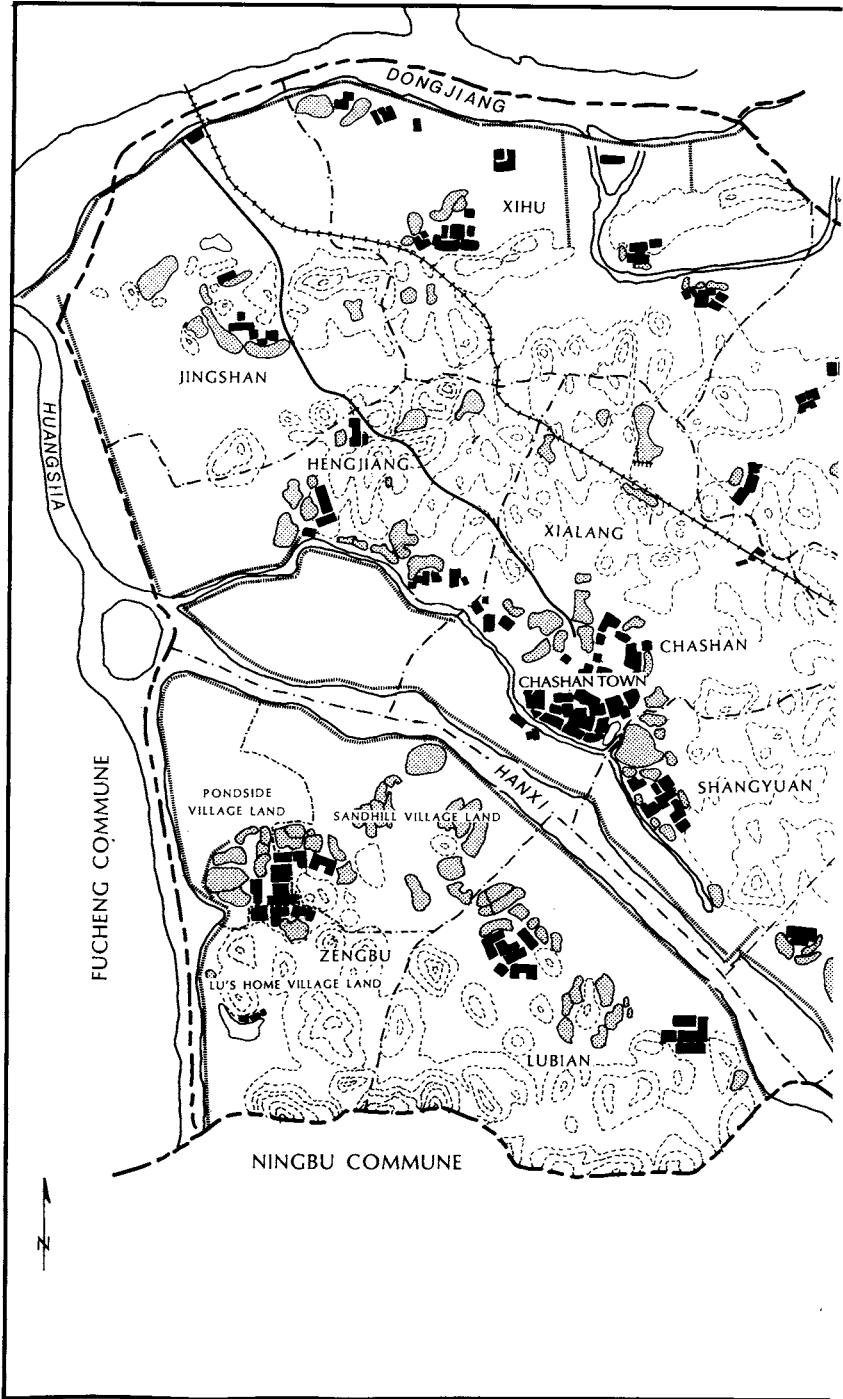 DONGJIANG
XIHU
JINGSHAN
HUANGSHA
HENGJIANG
XIALANG
CHASHAN
CHASHAN TOWN
HANXI
SHANGYUAN
PONDSIDE
VILLAGE LAND
SANDHILL VILLAGE LAND
FUCHENG COMMUNE
ZENGBU
LU'S HOME VILLAGE LAND
LUBIAN
NINGBU COMMUNE
N